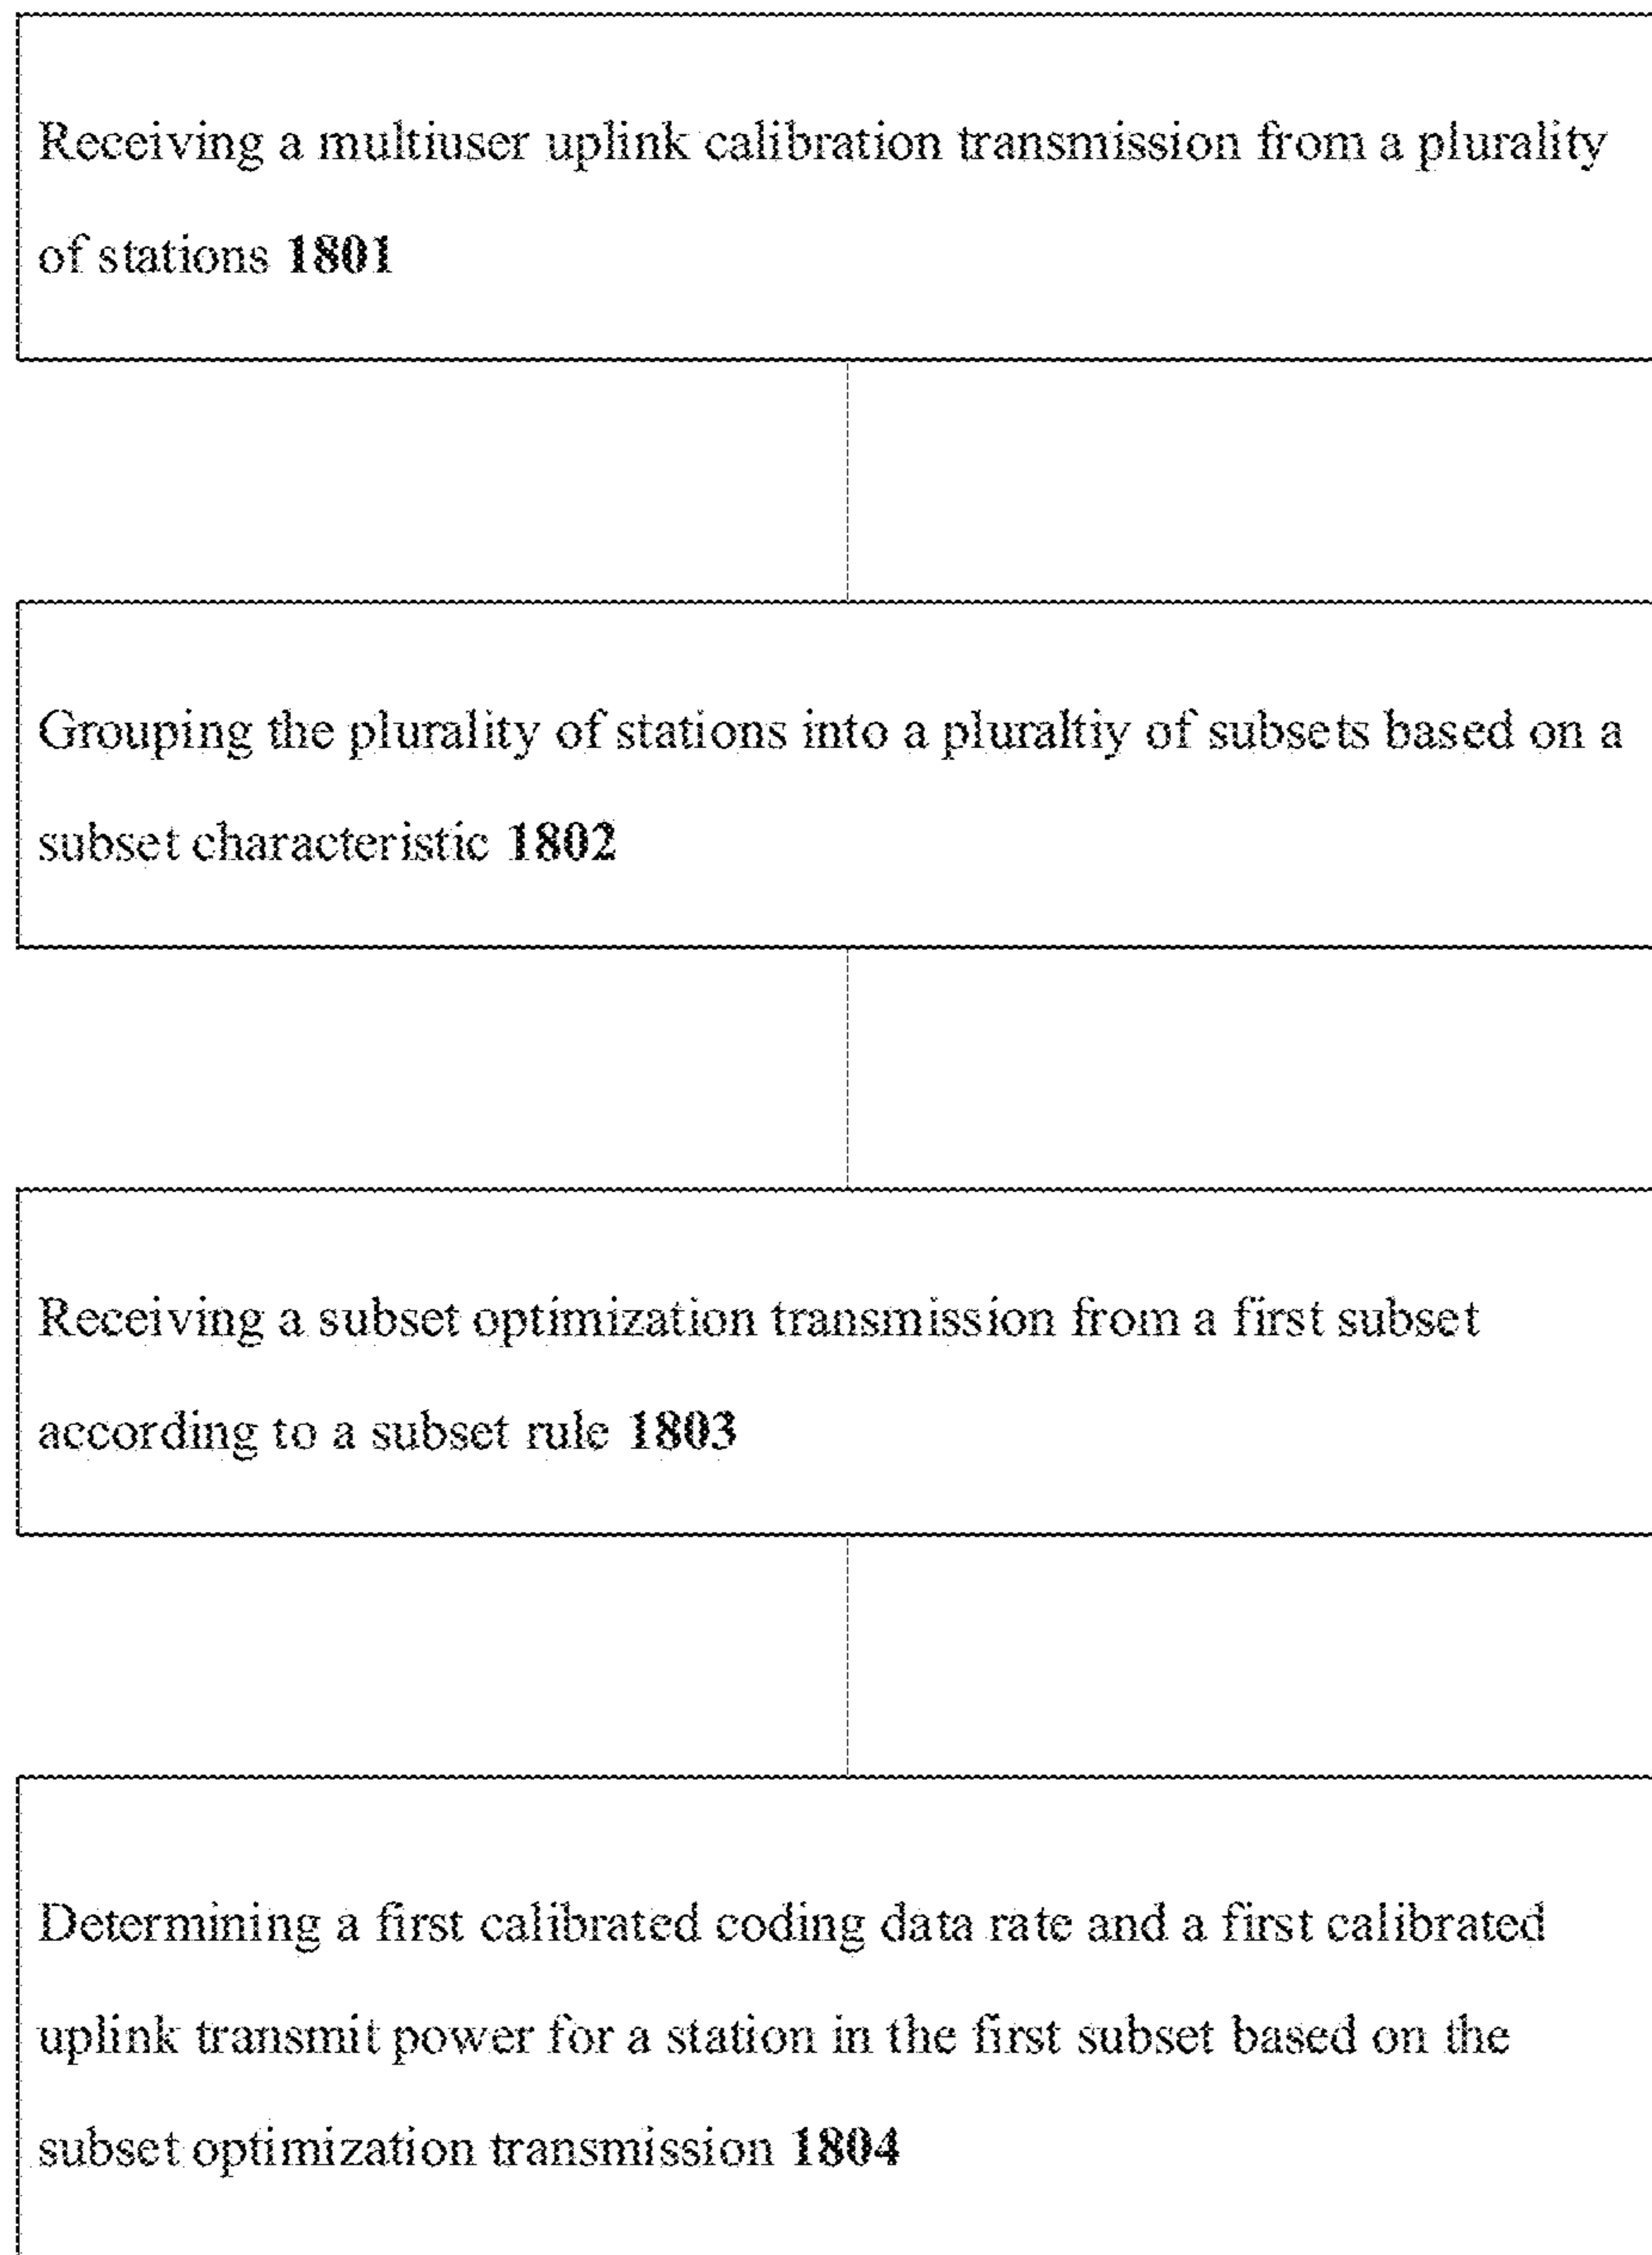 Receiving a multiuser uplink calibration transmission from a plurality
of stations 1801
Grouping the plurality of stations into a pluraltiy of subsets based on a
subset characteristic 1802
Receiving a subset optimization transmission from a first subset
according to a subset rule 1803
Determining a first calibrated coding data rate and a first calibrated
uplink transmit power for a station in the first subset based on the
subset optimization transmission 1804